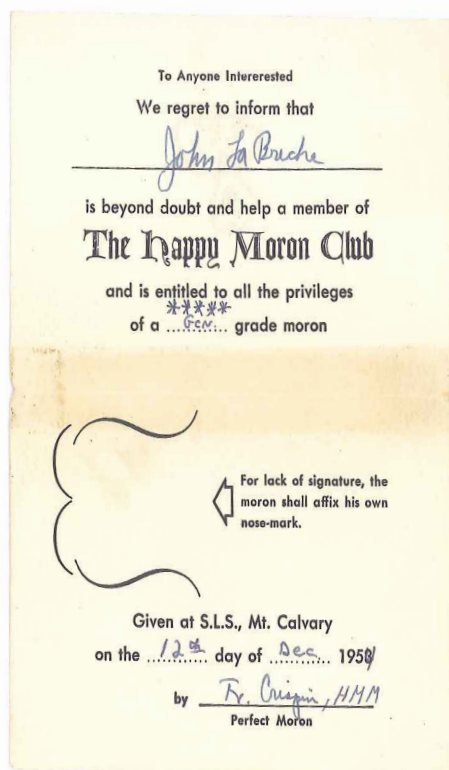 To Anyone Intererested
We regret to inform that
John La Breche
is beyond doubt and help a member of
The Happy Moron Club
and is entitled to all the privileges
*****
of a ...Gen... grade moron
For lack of signature, the
moron shall affix his own
nose-mark.
Given at S.L.S., Mt. Calvary
on the 12th day of Dec 195
by Fr. Crispin, HMM
Perfect Moron